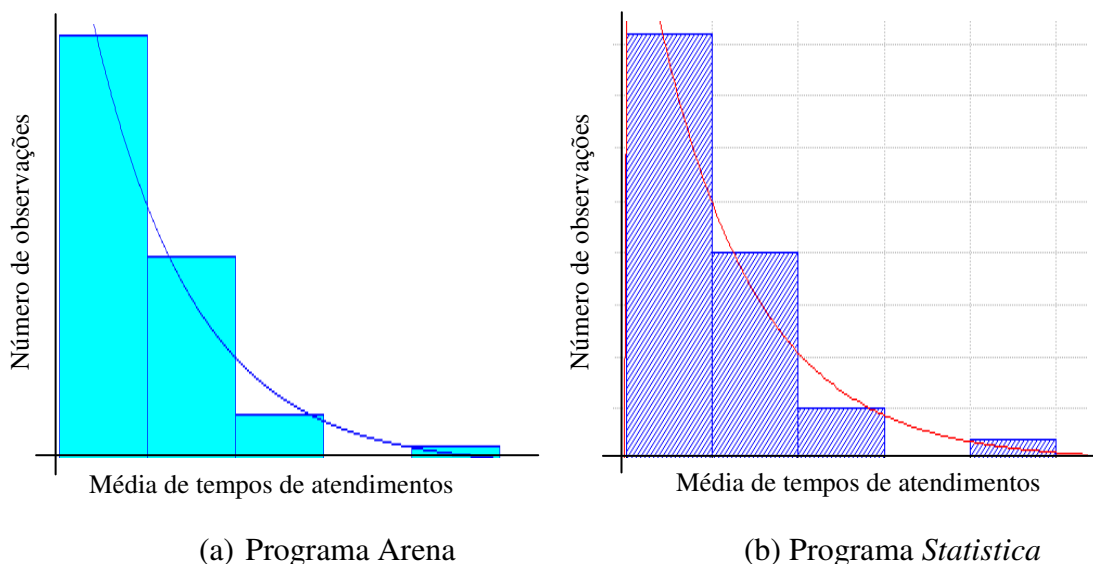 Número de observações
Média de tempos de atendimentos
(a) Programa Arena
Número de observações
Média de tempos de atendimentos
(b) Programa Statistica